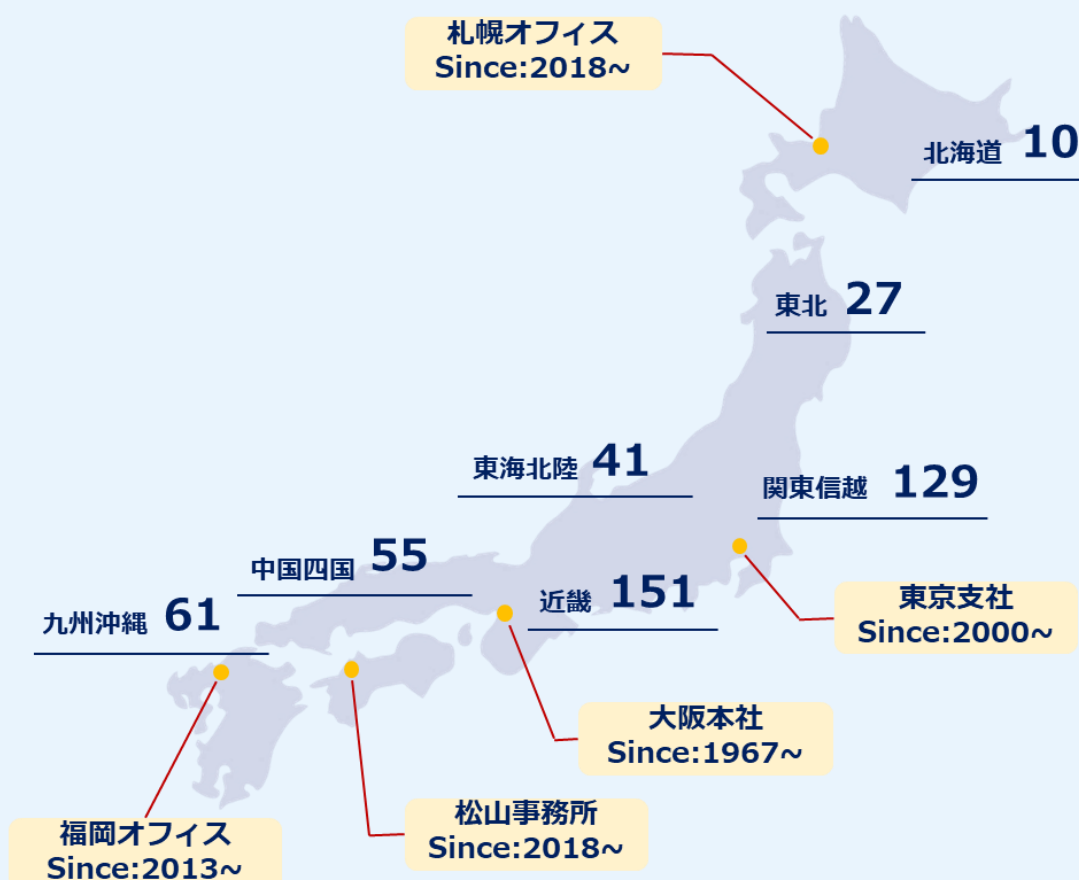 札幌オフィス
Since:2018~
北海道 10
東北 27
東海北陸 41
関東信越 129
中国四国 55
近畿 151
九州沖縄 61
東京支社
Since:2000~
大阪本社
Since:1967~
松山事務所
Since:2018~
福岡オフィス
Since:2013~